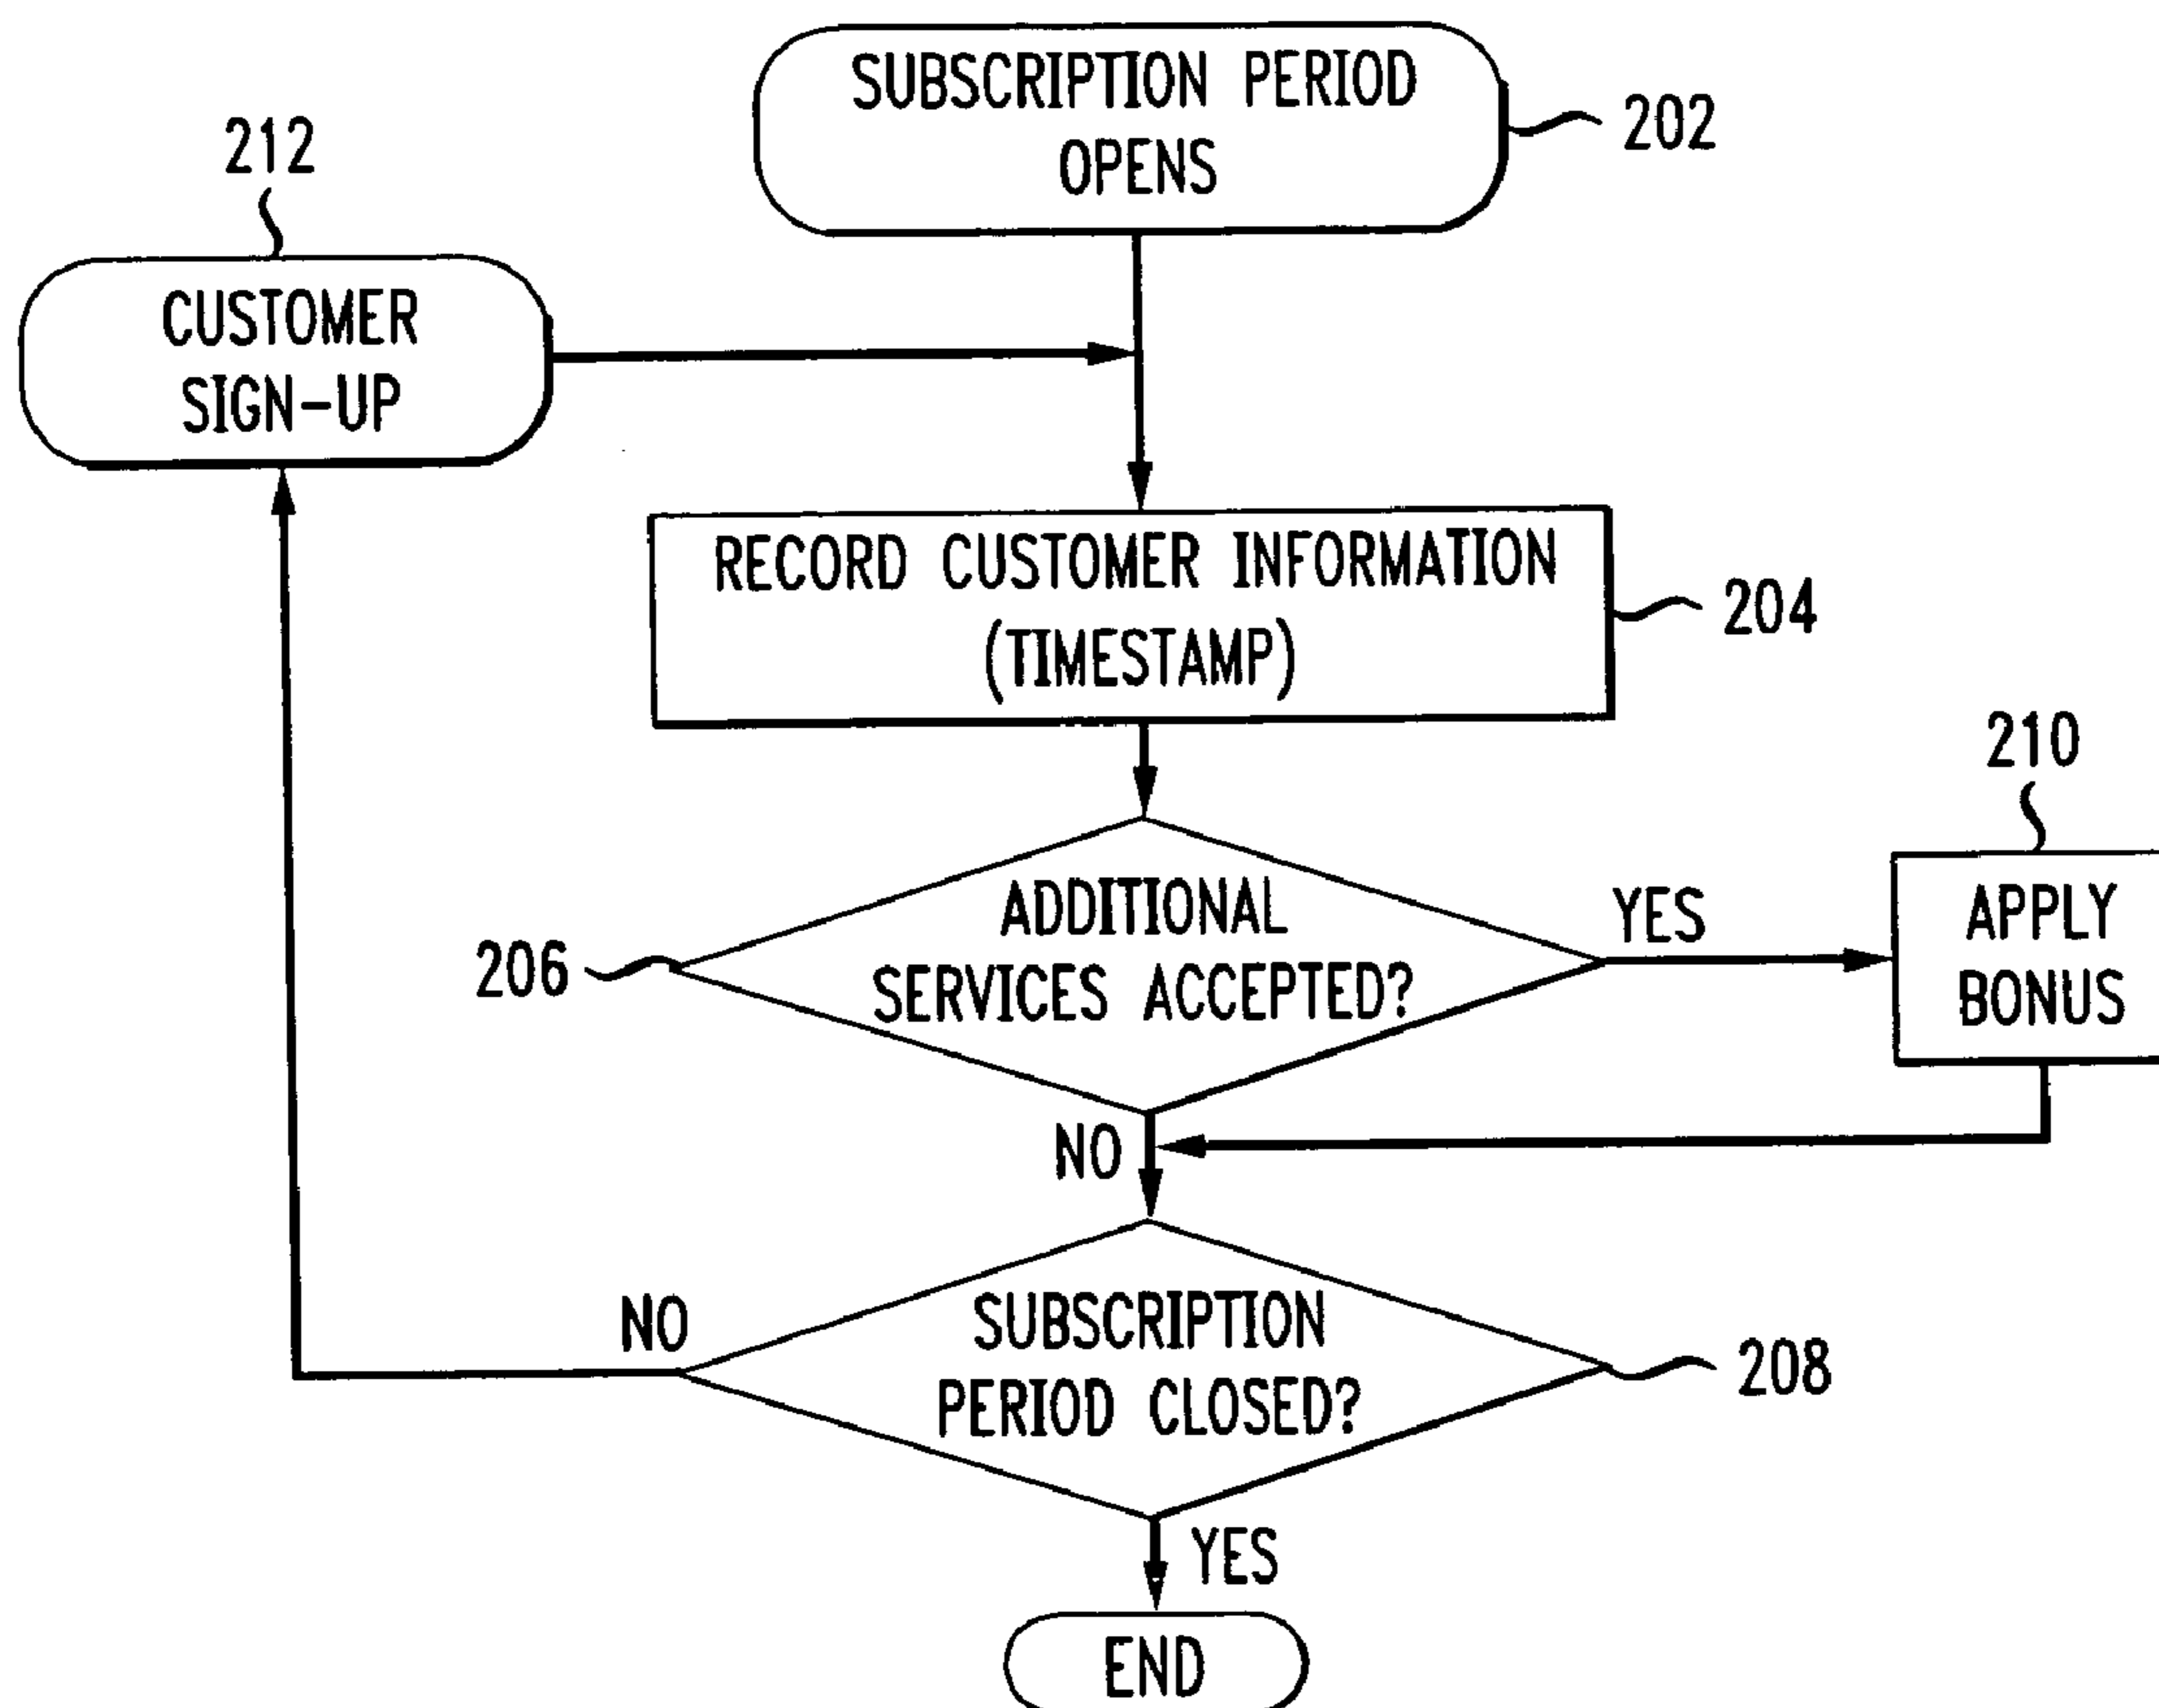 SUBSCRIPTION PERIOD
OPENS
202
212
CUSTOMER
SIGN-UP
RECORD CUSTOMER INFORMATION
(TIMESTAMP)
204
210
ADDITIONAL
SERVICES ACCEPTED?
206
YES
APPLY
BONUS
NO
SUBSCRIPTION
PERIOD CLOSED?
NO
208
YES
END